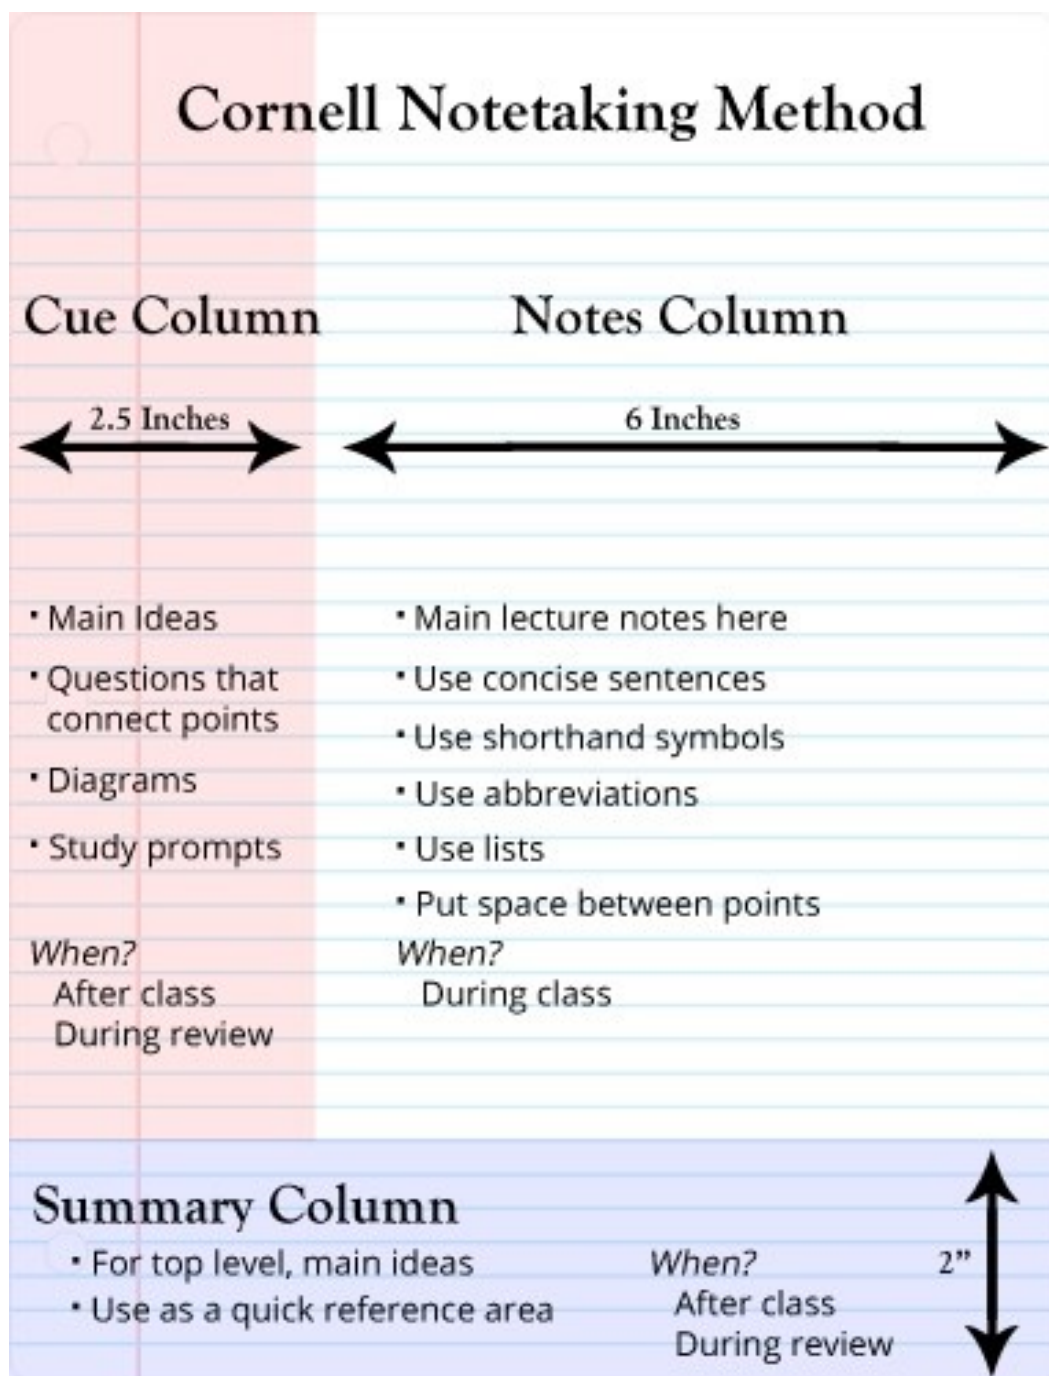 Cornell Notetaking Method
Cue Column
2.5 Inches
· Main Ideas
· Questions that
connect points
· Diagrams
· Study prompts
When?
After class
During review
Notes Column
6 Inches
· Main lecture notes here
· Use concise sentences
· Use shorthand symbols
· Use abbreviations
· Use lists
· Put space between points
When?
During class
Summary Column
· For top level, main ideas
· Use as a quick reference area
When?
After class
During review
2”